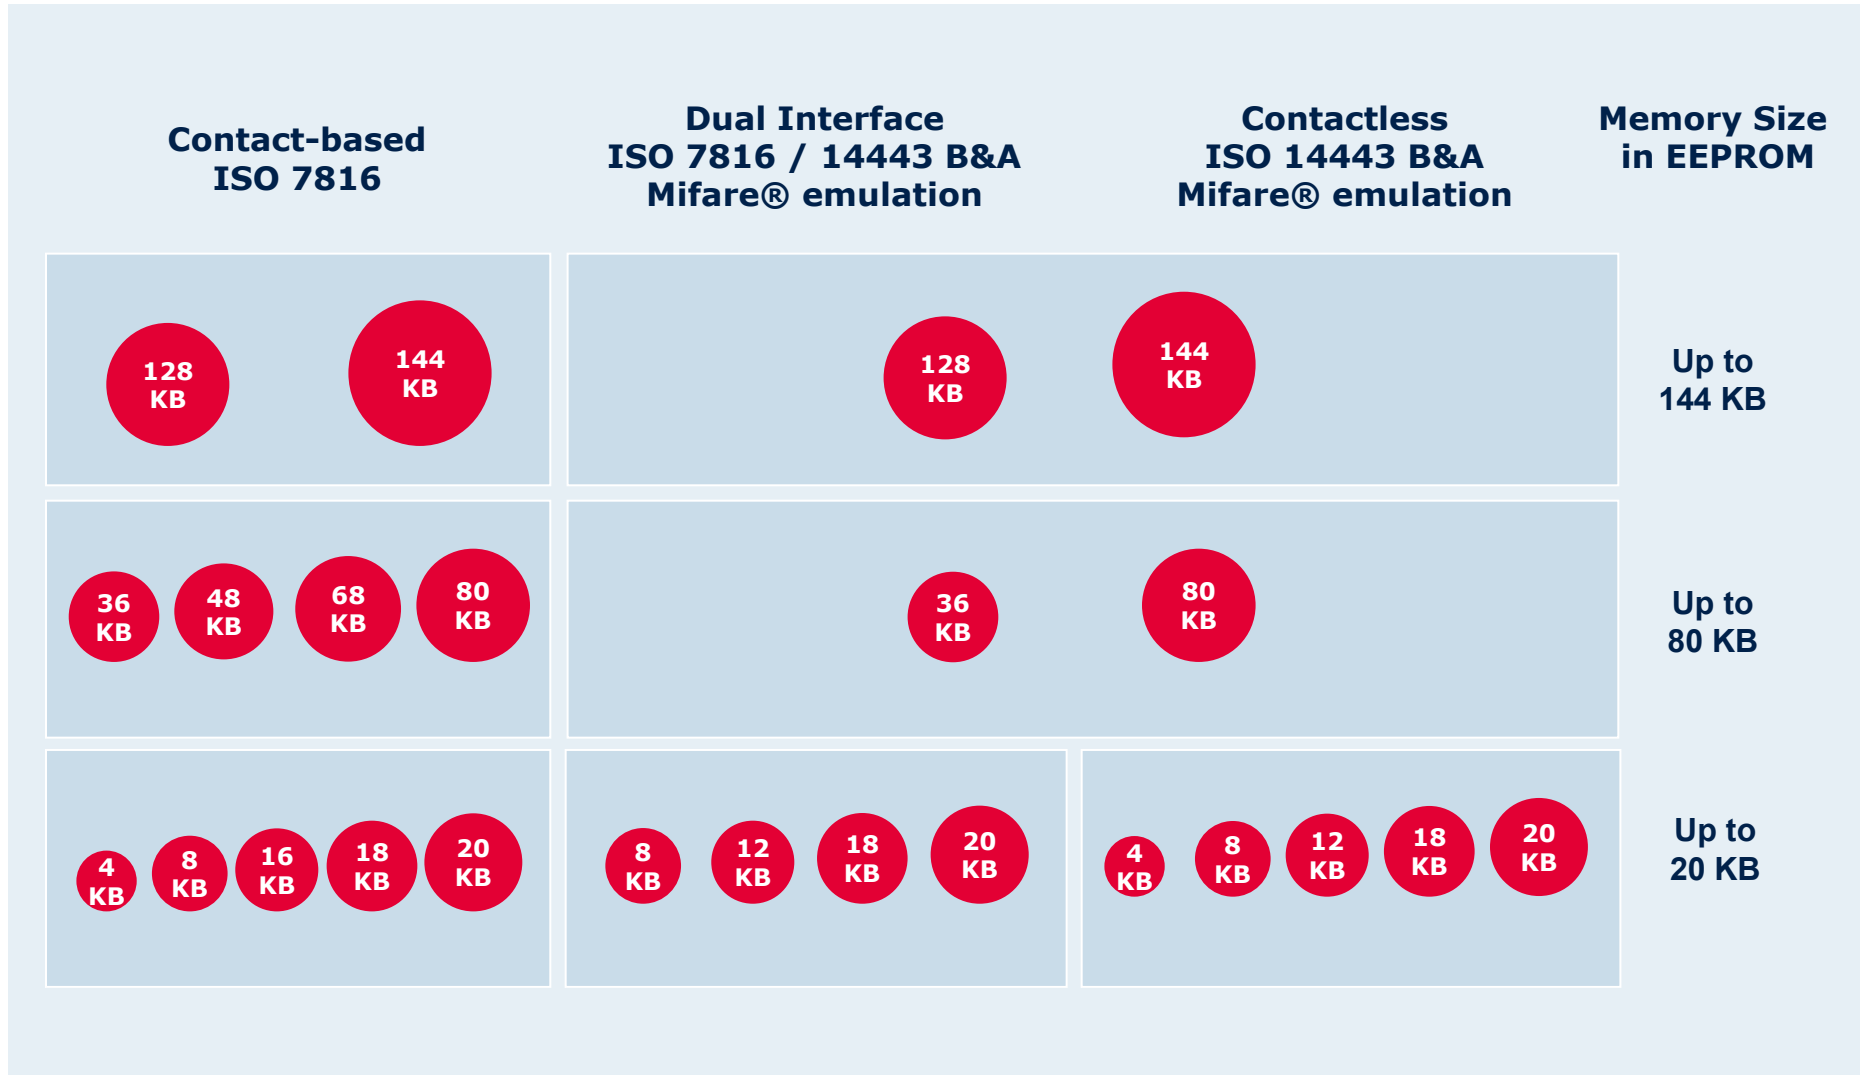 Contact-based
ISO 7816
Dual Interface
ISO 7816 / 14443 B&A
Mifare® emulation
Contactless
ISO 14443 B&A
Mifare® emulation
Memory Size
in EEPROM
128
KB
144
KB
128
KB
144
KB
Up to
144 KB
36
KB
48
KB
68
KB
80
KB
36
KB
80
KB
Up to
80 KB
4
KB
8
KB
16
KB
18
KB
20
KB
8
KB
12
KB
18
KB
20
KB
4
KB
8
KB
12
KB
18
KB
20
KB
Up to
20 KB